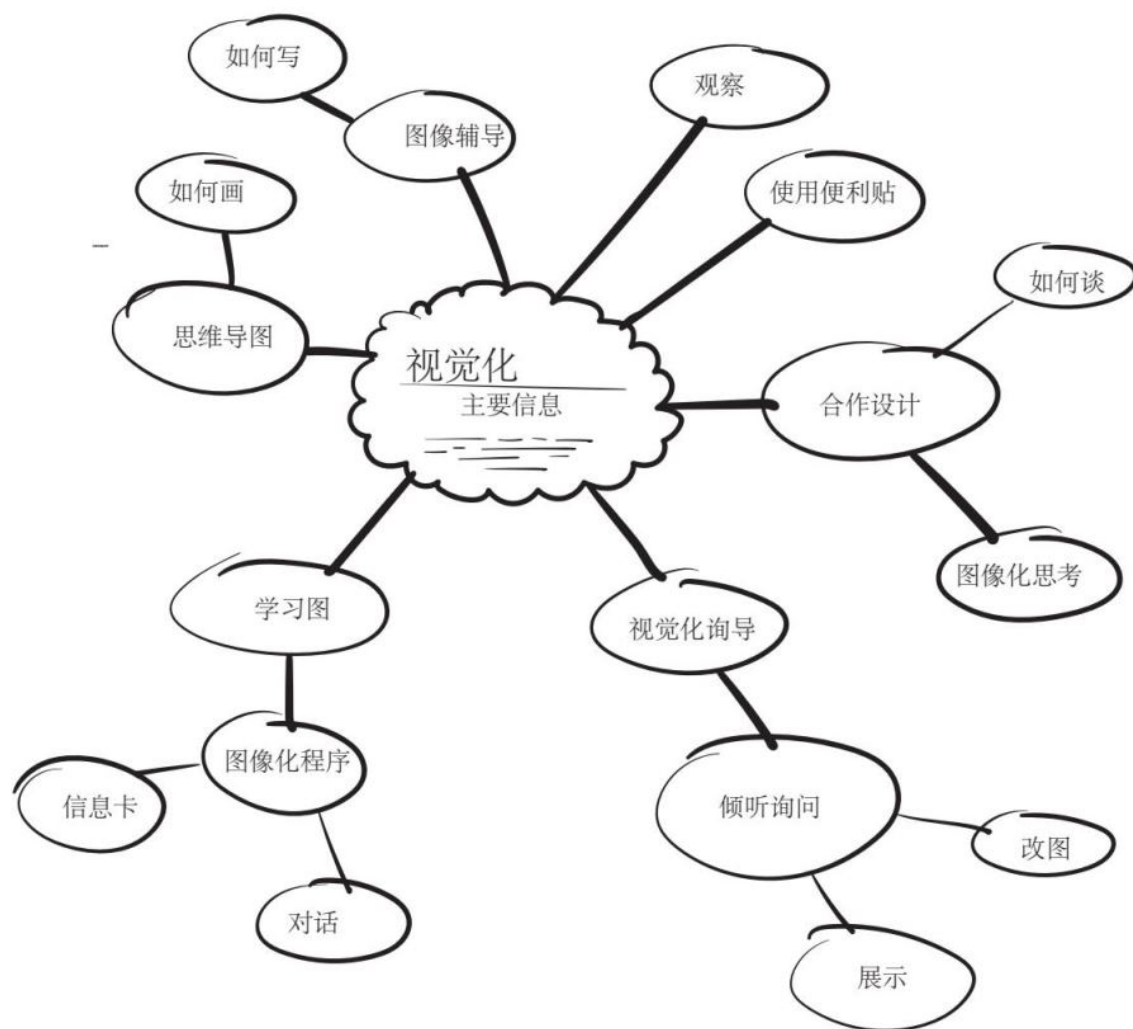 如何写
观察
图像辅导
如何画
使用便利贴
如何谈
思维导图
视觉化
主要信息
合作设计
图像化思考
学习图
视觉化询导
图像化程序
信息卡
倾听询问
改图
对话
展示